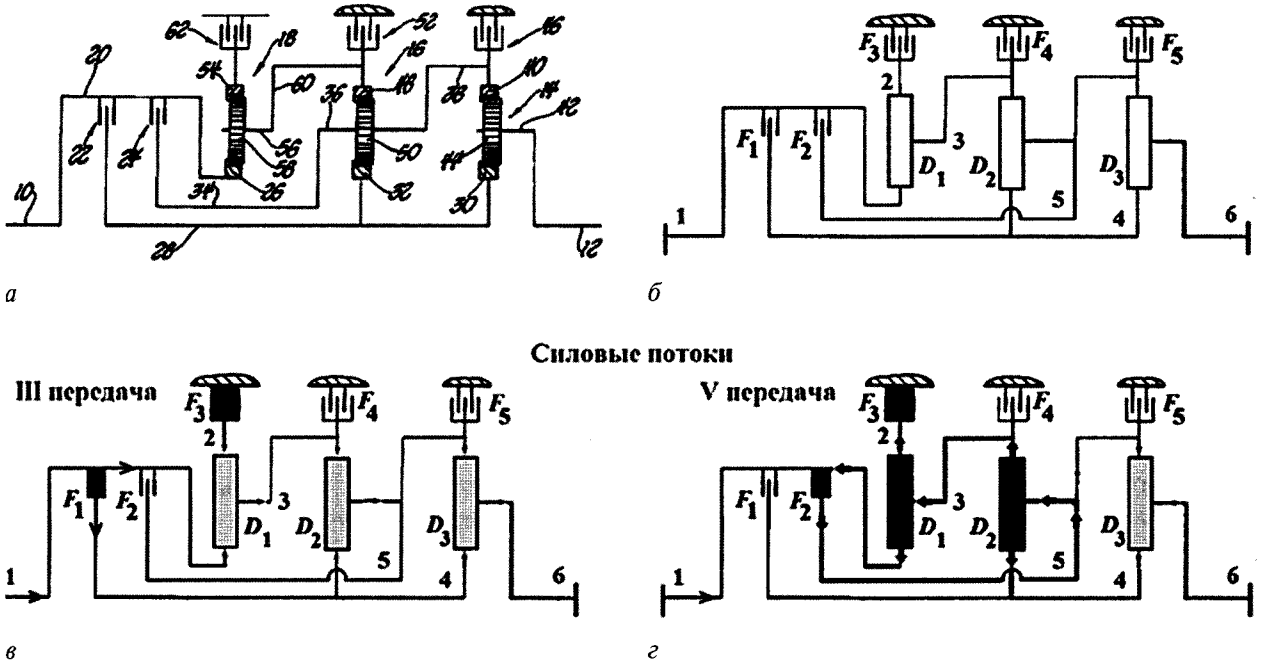 62 18 52 46
20 54 60 16 38 40
36 48 14 42
22 24 56 58 50 44
10 34 26 32 30
28 12
а
F3 F4 F5
2
F1 F2 D1 3 D2 D3
1 5 4 6
б
Силовые потоки
III передача
F3 F4 F5
2
F1 F2 D1 3 D2 D3
1 5 4 6
в
V передача
F3 F4 F5
2
F1 F2 D1 3 D2 D3
1 5 4 6
г